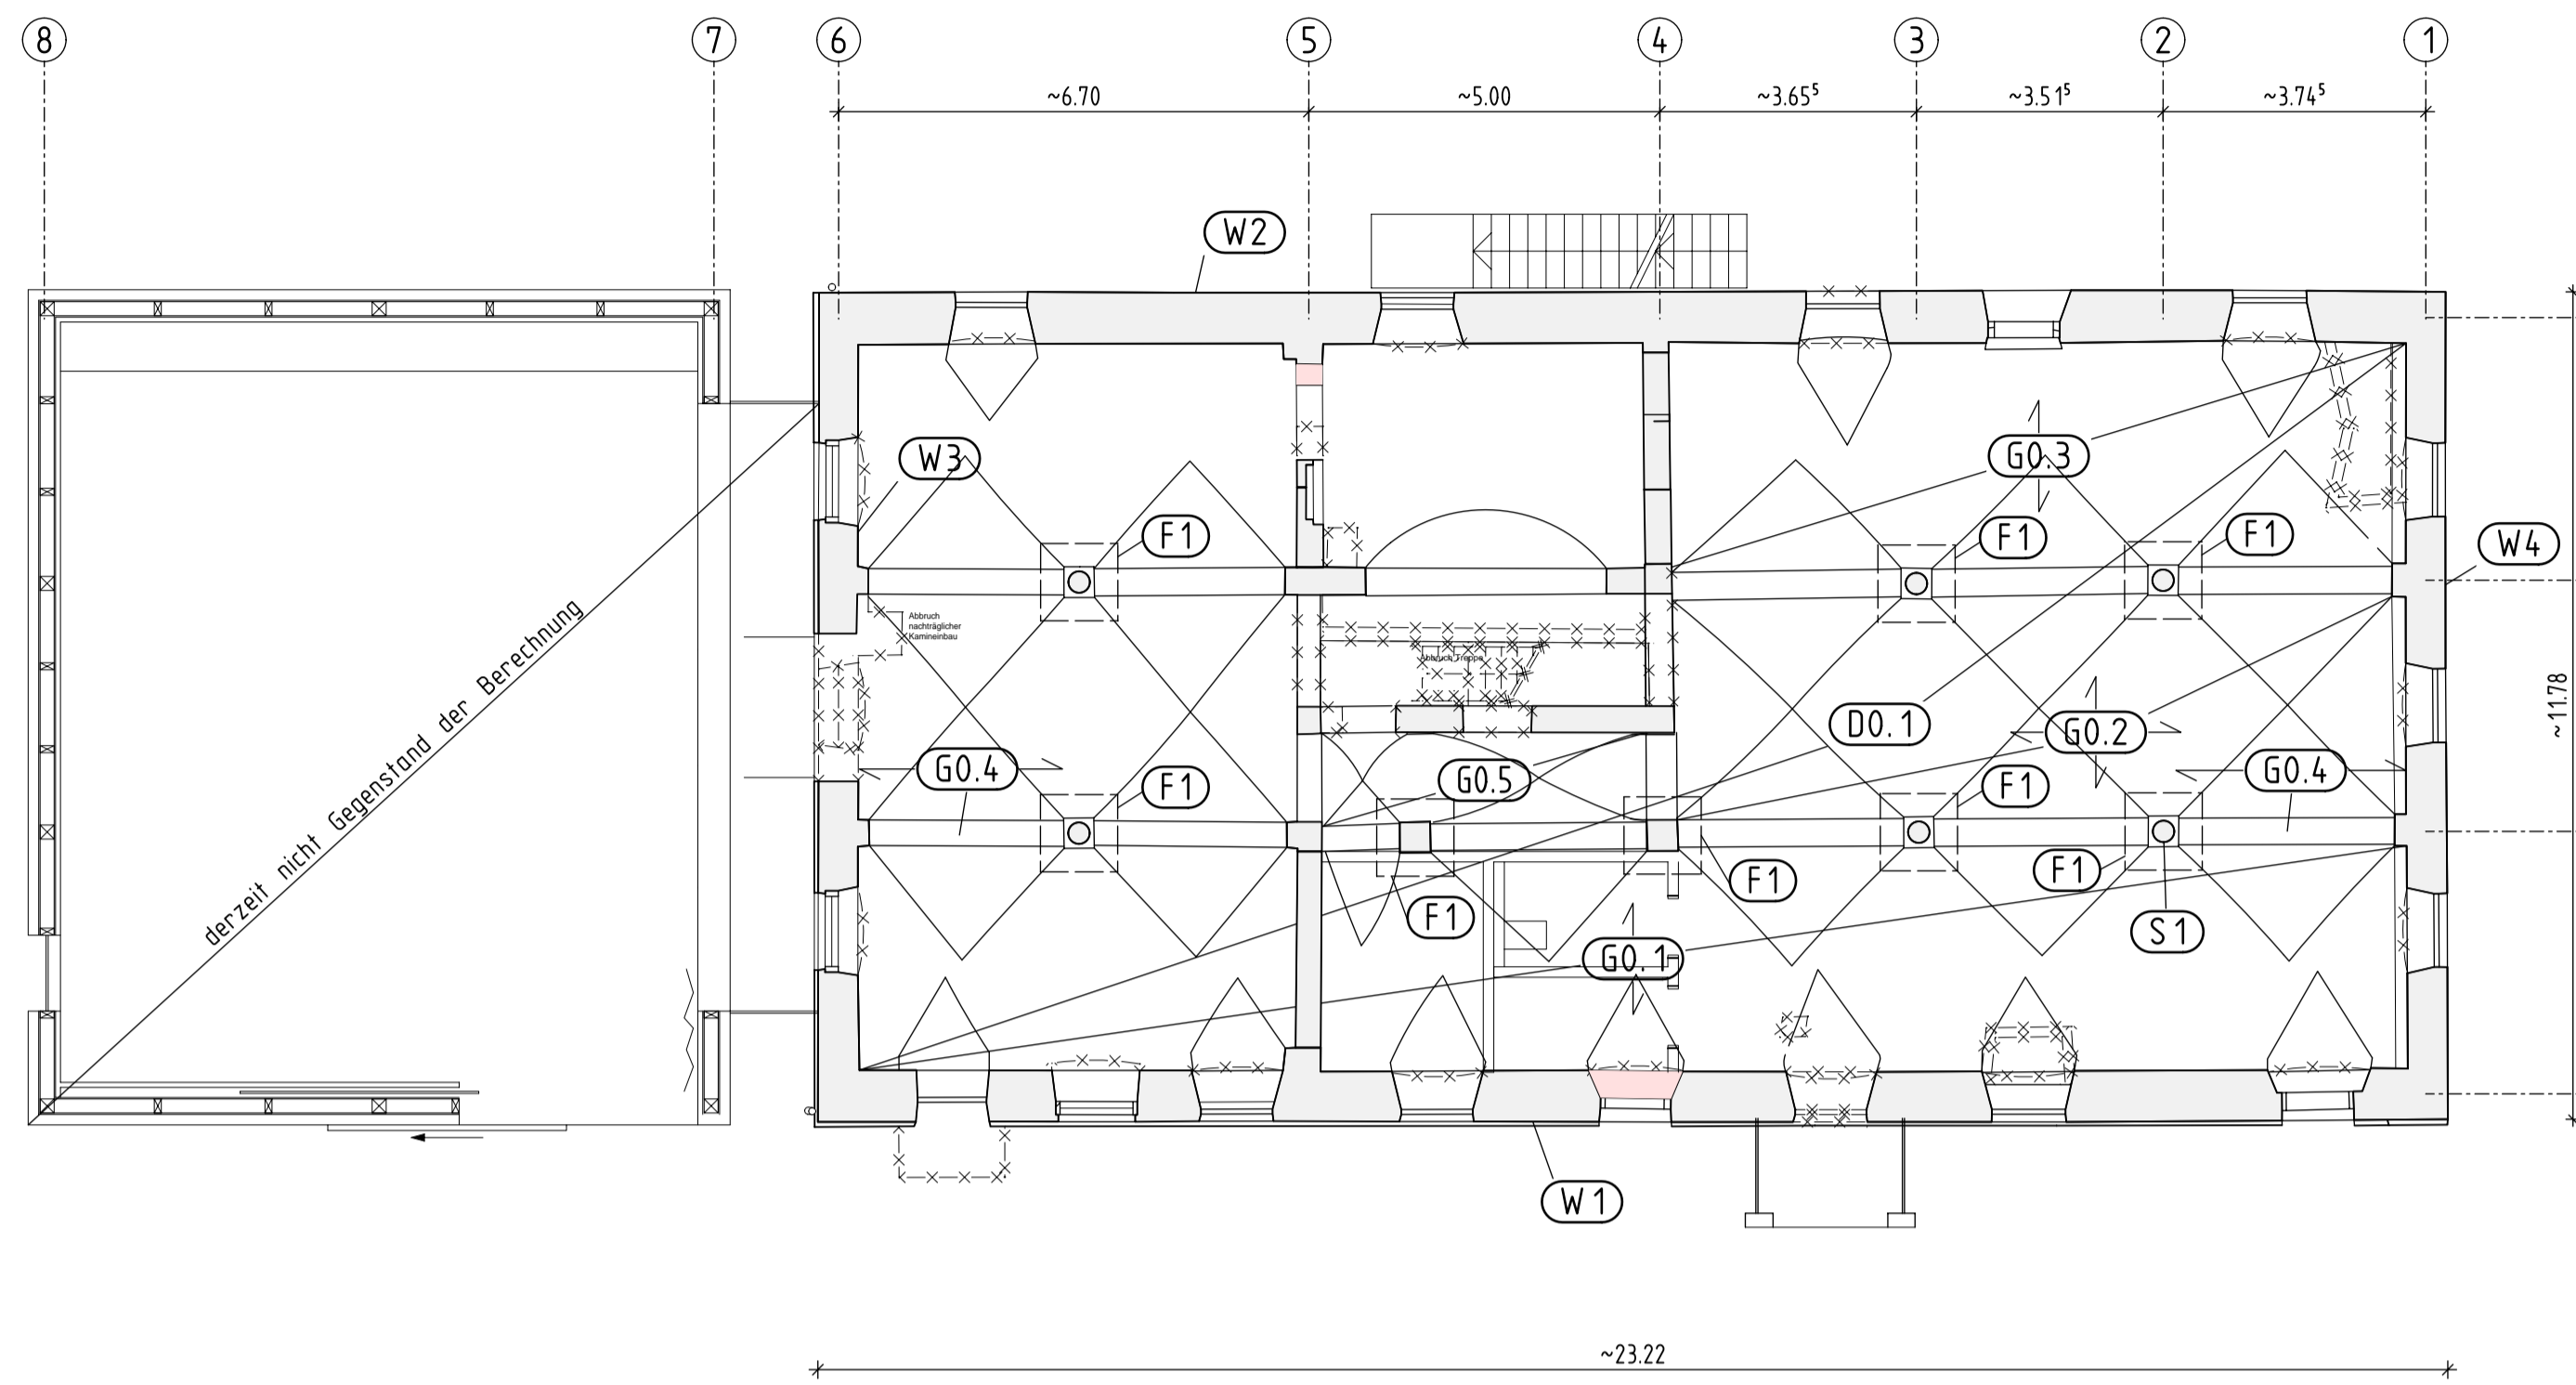 8
7
6
5
4
3
2
1
~6.70
~5.00
~3.65⁵
~3.51⁵
~3.74⁵
W2
W3
G0.3
F1
F1
F1
W4
Abbruch
nachträglicher
Kamineinbau
Abbruch Treppe
derzeit nicht Gegenstand der Berechnung
D0.1
G0.2
~11.78
G0.4
F1
G0.5
F1
G0.4
F1
F1
F1
S1
G0.1
W1
~23.22